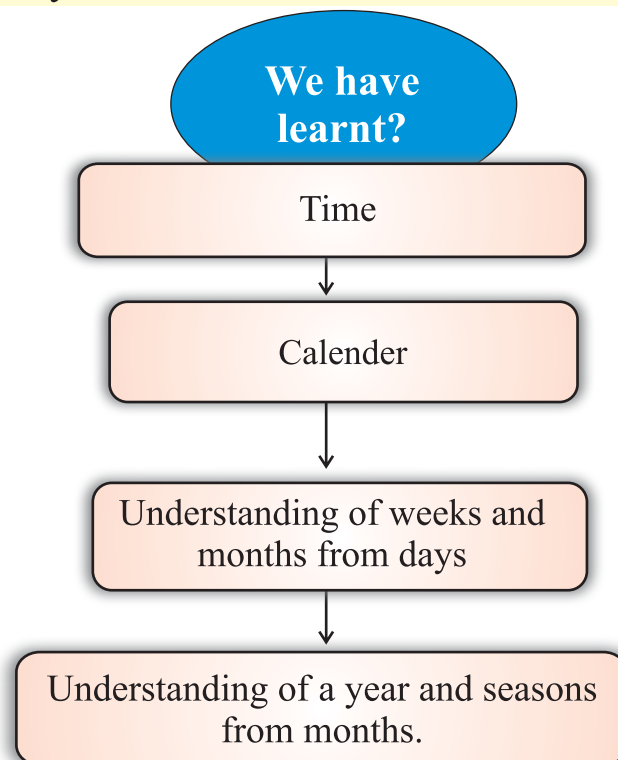 We have
learnt?
Time
Calender
Understanding of weeks and
months from days
Understanding of a year and seasons
from months.